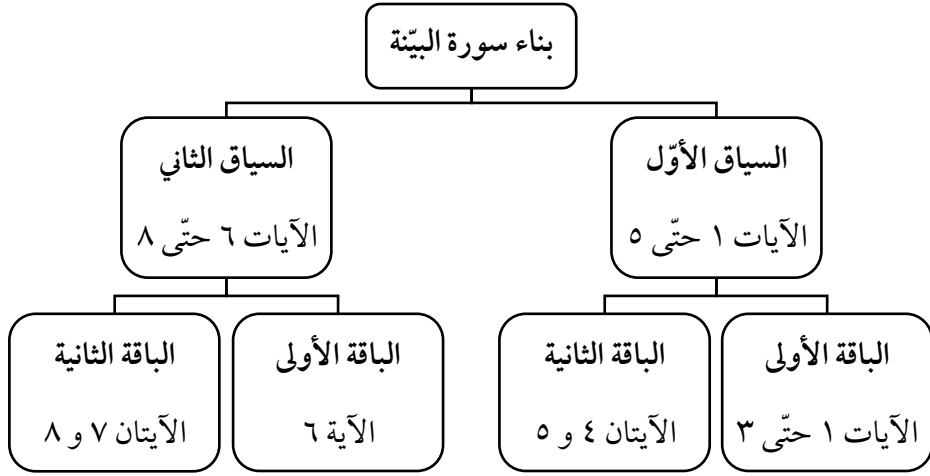 بناء سورة البيّنة
السياق الأوّل
الآيات ١ حتّى ٥
السياق الثاني
الآيات ٦ حتّى ٨
الباقة الأولى
الآيات ١ حتّى ٣
الباقة الثانية
الآيتان ٤ و ٥
الباقة الأولى
الآية ٦
الباقة الثانية
الآيتان ٧ و ٨